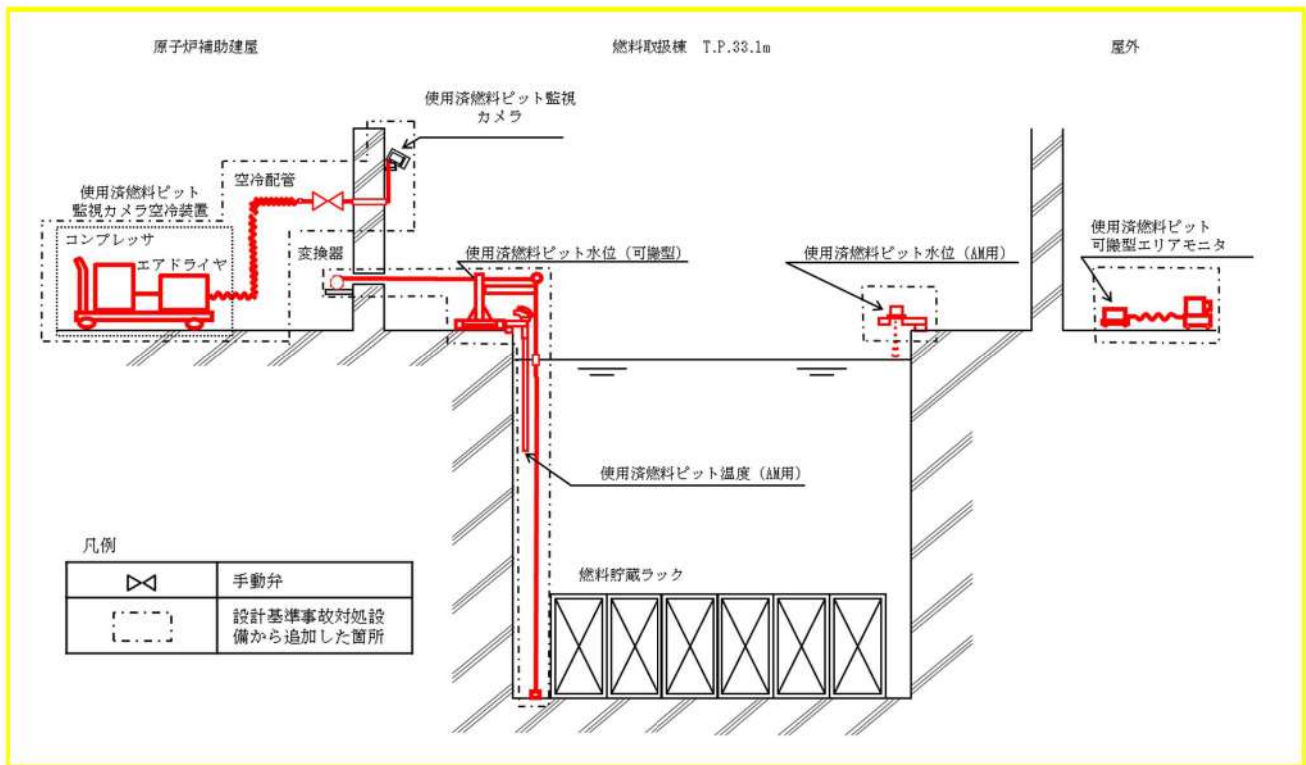 原子炉補助建屋
燃料取扱棟 T.P.33.1m
屋外
使用済燃料ピット監視
カメラ
空冷配管
使用済燃料ピット
監視カメラ空冷装置
コンプレッサ
エアドライヤ
変換器
使用済燃料ピット水位（可搬型）
使用済燃料ピット水位（AM用）
使用済燃料ピット
可搬型エリアモニタ
使用済燃料ピット温度（AM用）
燃料貯蔵ラック
凡例
手動弁
設計基準事故対処設
備から追加した箇所